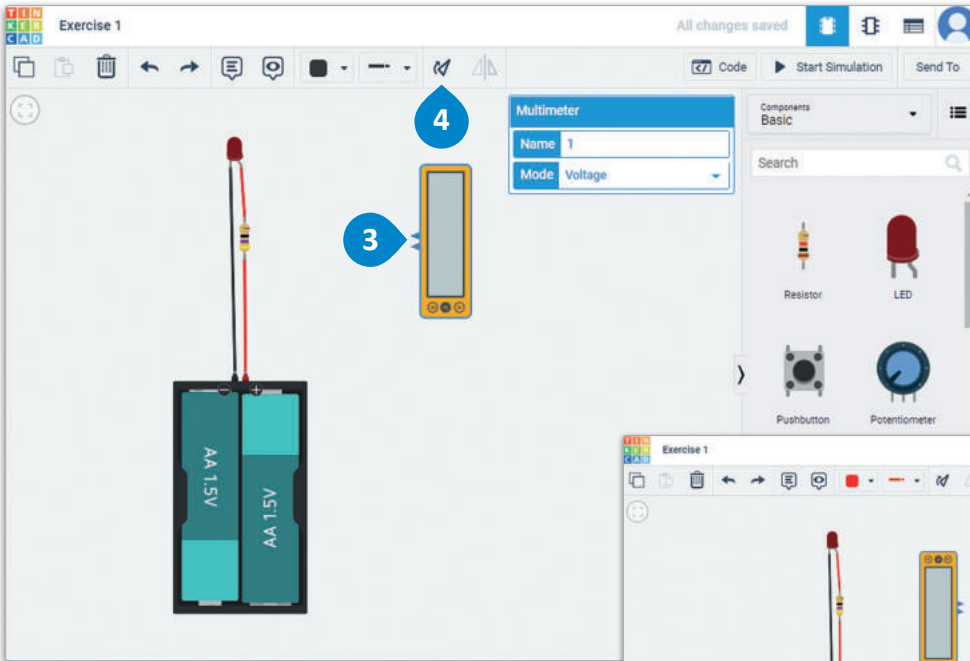 TIN
KER
CAD
Exercise 1
All changes saved
Code
Start Simulation
Send To
4
Multimeter
Name 1
Mode Voltage
3
Components
Basic
Search
Resistor
LED
Pushbutton
Potentiometer
AA 1.5V
AA 1.5V
TIN
KER
CAD
Exercise 1